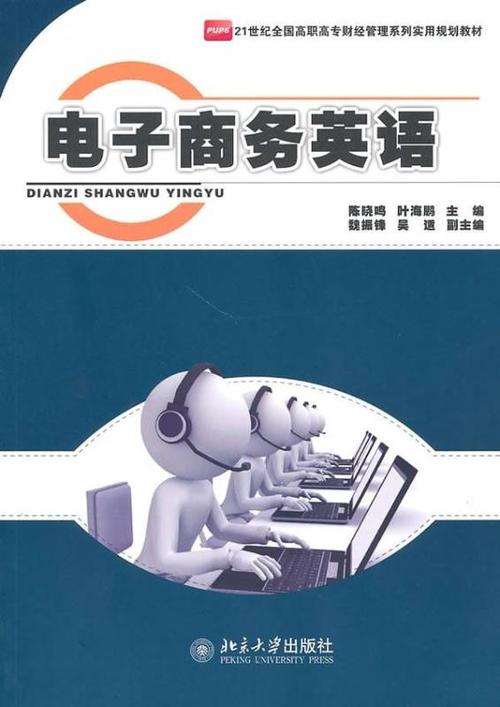 PUP6 21世纪全国高职高专财经管理系列实用规划教材
电子商务英语
DIANZI SHANGWU YINGYU
陈晓鸣 叶海鹏 主 编
魏振锋 吴 遒 副主编
北京大学出版社
PEKING UNIVERSITY PRESS